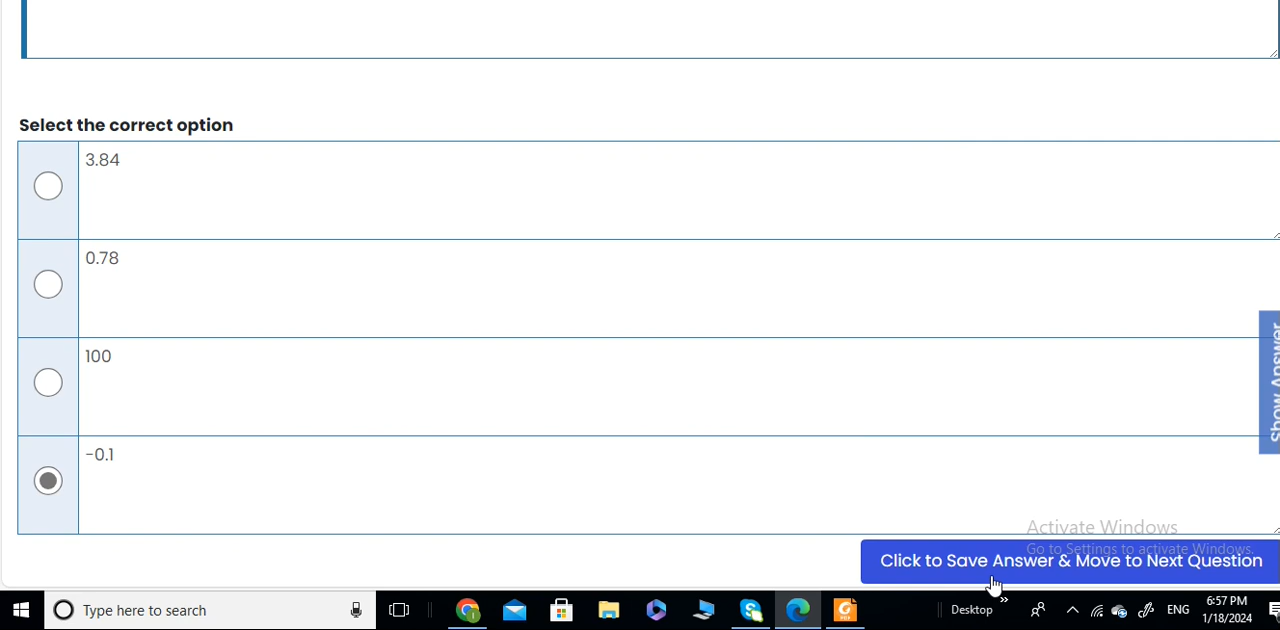 Select the correct option
3.84
0.78
100
-0.1
Show Answer
Activate Windows
Go to Settings to activate Windows.
Click to Save Answer & Move to Next Question
Type here to search
Desktop
»
ENG
6:57 PM
1/18/2024